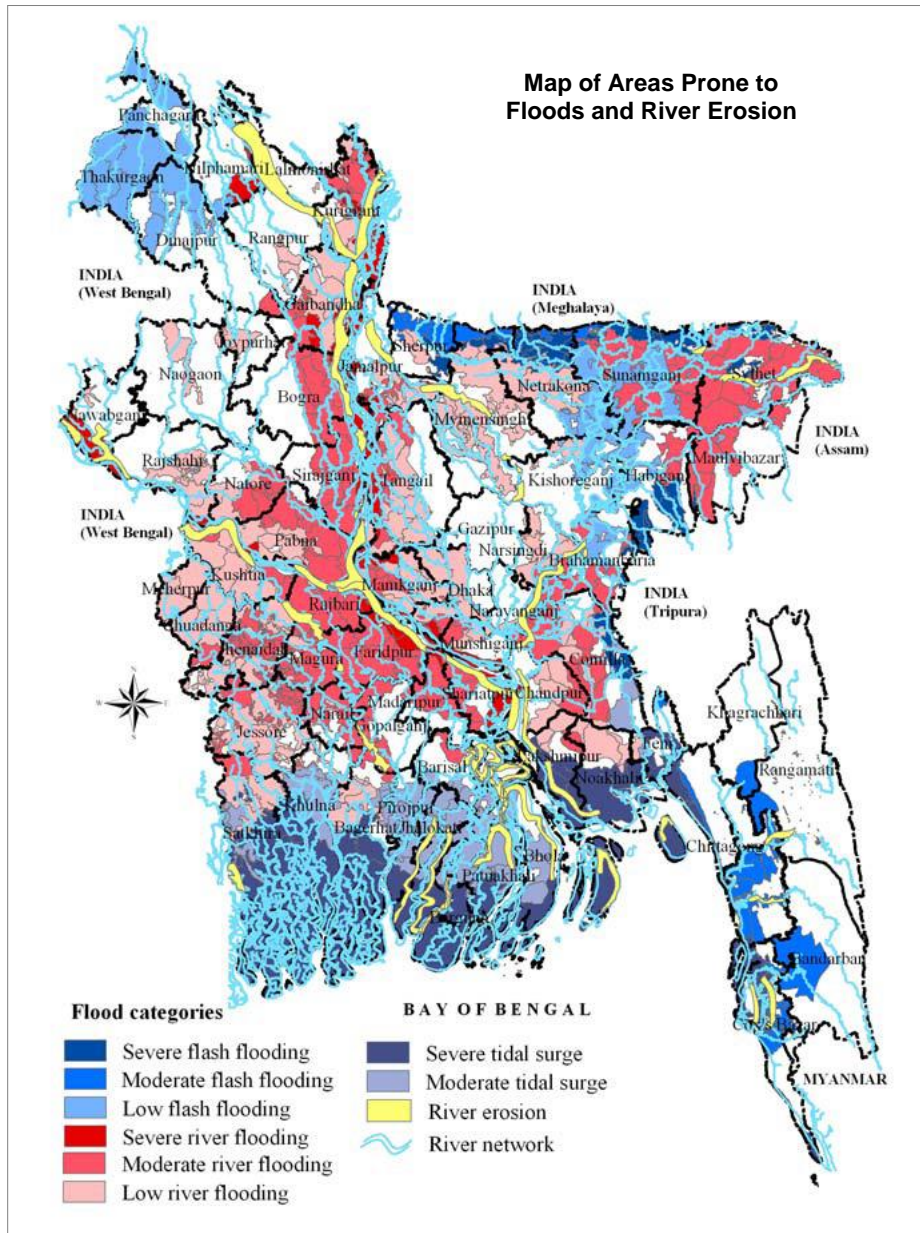 Map of Areas Prone to
Floods and River Erosion
Panchagarh
Thakurgaon
Nilphamari
Lalmonirhat
Dinajpur
Rangpur
Kurigram
INDIA
(West Bengal)
INDIA
(Meghalaya)
Gaibandha
Joypurhat
Naogaon
Sherpur
Jamalpur
Netrakona
Sunamganj
Sylhet
Bogra
Mymensingh
Nawabganj
INDIA
(Assam)
Rajshahi
Natore
Sirajganj
Tangail
Kishoreganj
Habiganj
Maulvibazar
INDIA
(West Bengal)
Gazipur
Pabna
Narsingdi
Brahamanbaria
Kushtia
Meherpur
Manikganj
Dhaka
INDIA
(Tripura)
Rajbari
Narayanganj
Chuadanga
Jhenaidah
Magura
Faridpur
Munshiganj
Comilla
Shariatpur
Chandpur
Narail
Madaripur
Gopalganj
Khagrachhari
Jessore
Feni
Lakshmipur
Rangamati
Barisal
Noakhali
Khulna
Pirojpur
Satkhira
Bagerhat
Jhalokati
Chittagong
Bhola
Patuakhali
Barguna
Bandarban
Cox's Bazar
W
E
N
Flood categories
BAY OF BENGAL
Severe flash flooding
Severe tidal surge
Moderate flash flooding
Moderate tidal surge
MYANMAR
Low flash flooding
River erosion
Severe river flooding
River network
Moderate river flooding
Low river flooding